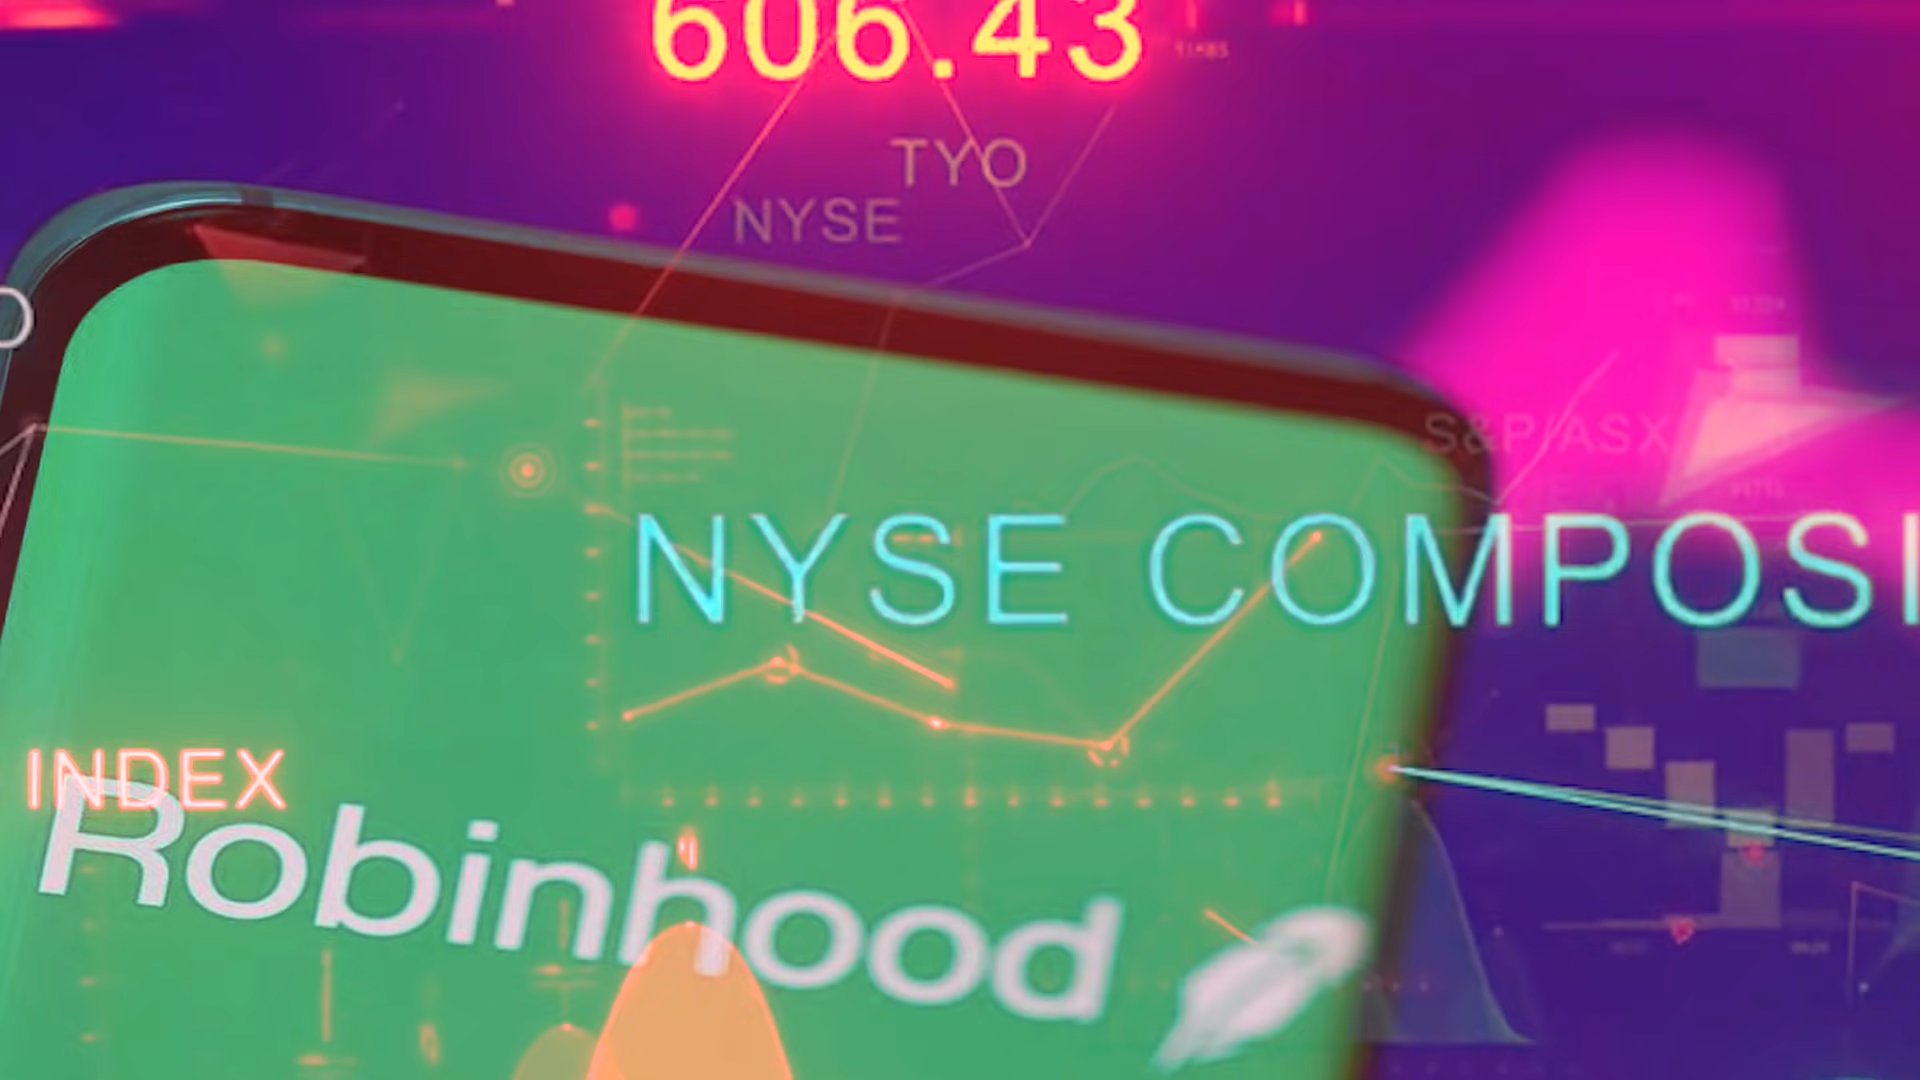 606.43
TYO
NYSE
S&P/ASX
NYSE COMPOSI
INDEX
Robinhood